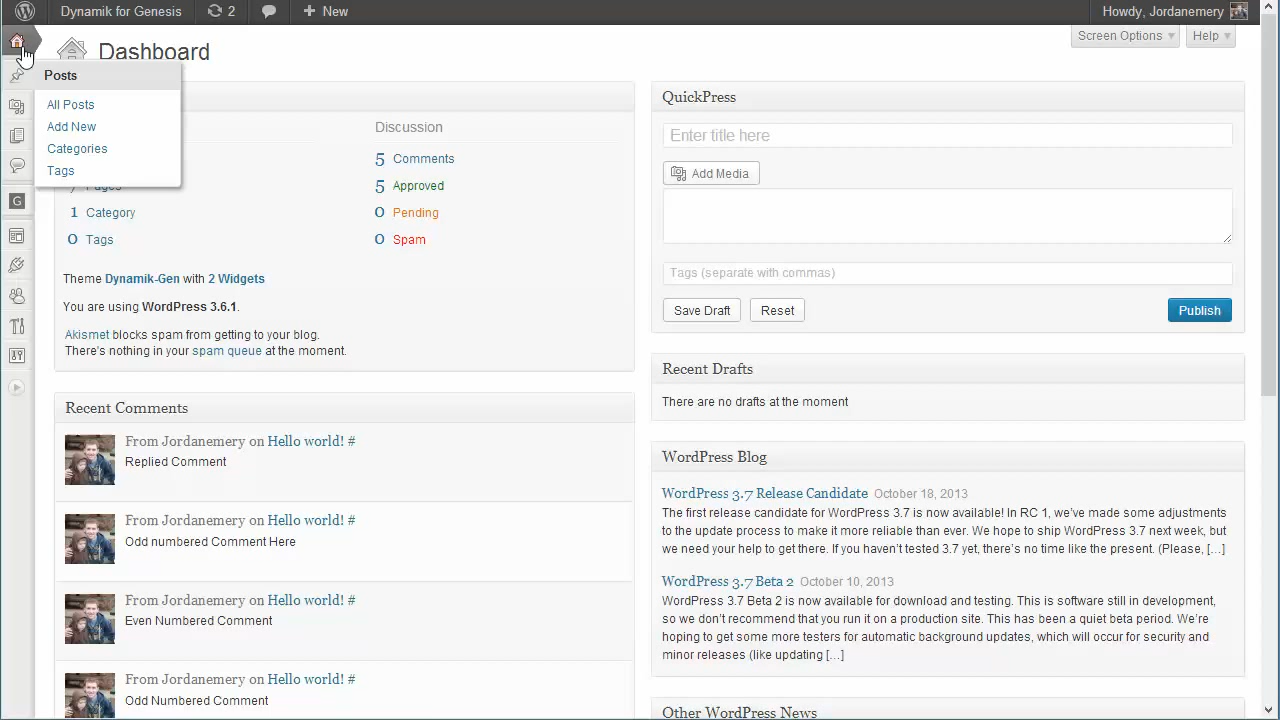 Dynamik for Genesis 2 New Howdy, Jordanemery
Screen Options Help
Dashboard
Posts
All Posts
Add New
Categories
Tags
Discussion
5 Comments
Pages
5 Approved
1 Category
0 Pending
0 Tags
0 Spam
Theme Dynamik-Gen with 2 Widgets
You are using WordPress 3.6.1.
Akismet blocks spam from getting to your blog.
There's nothing in your spam queue at the moment.
Recent Comments
From Jordanemery on Hello world! #
Replied Comment
From Jordanemery on Hello world! #
Odd numbered Comment Here
From Jordanemery on Hello world! #
Even Numbered Comment
From Jordanemery on Hello world! #
Odd Numbered Comment
QuickPress
Enter title here
Add Media
Tags (separate with commas)
Save Draft Reset Publish
Recent Drafts
There are no drafts at the moment
WordPress Blog
WordPress 3.7 Release Candidate October 18, 2013
The first release candidate for WordPress 3.7 is now available! In RC 1, we've made some adjustments
to the update process to make it more reliable than ever. We hope to ship WordPress 3.7 next week, but
we need your help to get there. If you haven't tested 3.7 yet, there's no time like the present. (Please, [...]
WordPress 3.7 Beta 2 October 10, 2013
WordPress 3.7 Beta 2 is now available for download and testing. This is software still in development,
so we don't recommend that you run it on a production site. This has been a quiet beta period. We're
hoping to get some more testers for automatic background updates, which will occur for security and
minor releases (like updating [...]
Other WordPress News